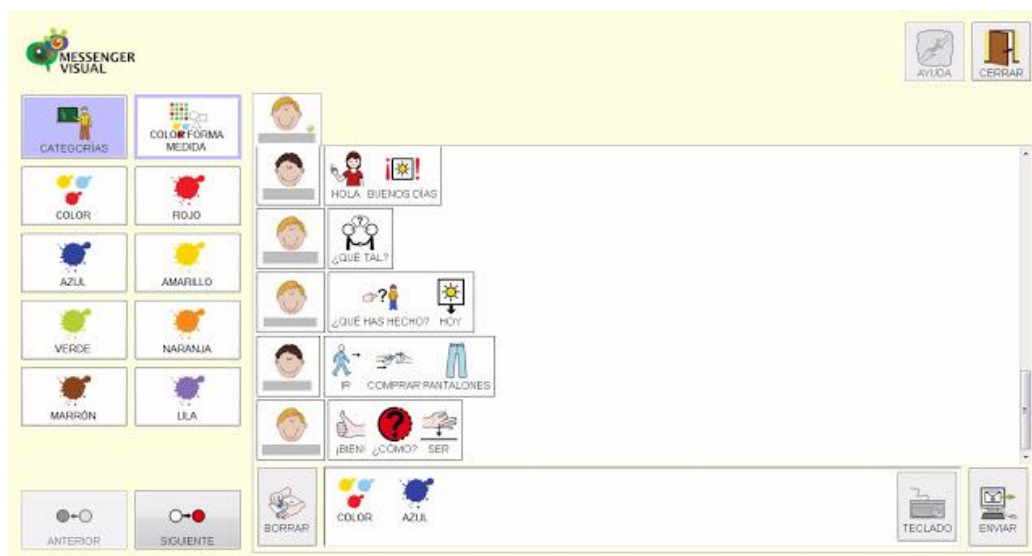 MESSENGER
VISUAL
AYUDA
CERRAR
CATEGORÍAS
COLOR FORMA
MEDIDA
COLOR
ROJO
AZUL
AMARILLO
VERDE
NARANJA
MARRÓN
LILA
ANTERIOR
SIGUIENTE
HOLA BUENOS DÍAS
¿QUÉ TAL?
¿QUÉ HAS HECHO? HOY
IR COMPRAR PANTALONES
¡BIEN! ¿CÓMO? SER
BORRAR
COLOR AZUL
TECLADO
ENVIAR